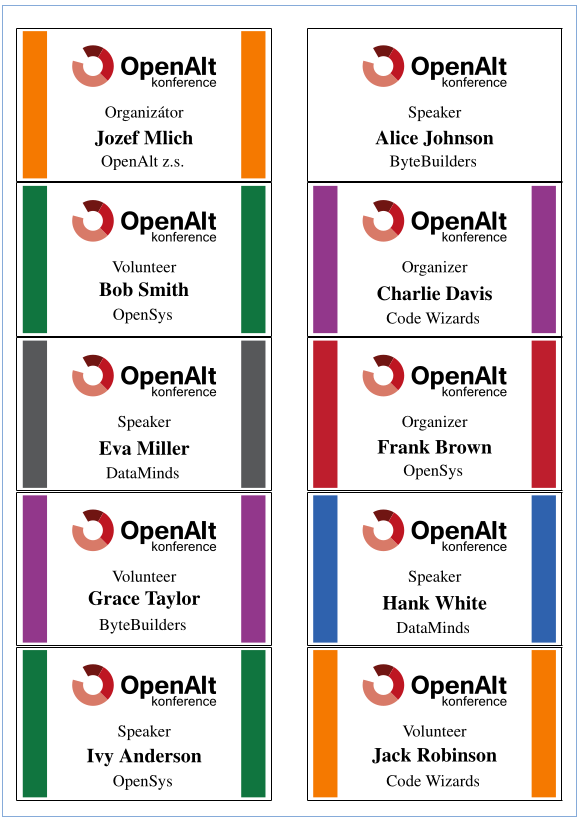 OpenAlt
konference
Organizátor
Jozef Mlich
OpenAlt z.s.
OpenAlt
konference
Speaker
Alice Johnson
ByteBuilders
OpenAlt
konference
Volunteer
Bob Smith
OpenSys
OpenAlt
konference
Organizer
Charlie Davis
Code Wizards
OpenAlt
konference
Speaker
Eva Miller
DataMinds
OpenAlt
konference
Organizer
Frank Brown
OpenSys
OpenAlt
konference
Volunteer
Grace Taylor
ByteBuilders
OpenAlt
konference
Speaker
Hank White
DataMinds
OpenAlt
konference
Speaker
Ivy Anderson
OpenSys
OpenAlt
konference
Volunteer
Jack Robinson
Code Wizards